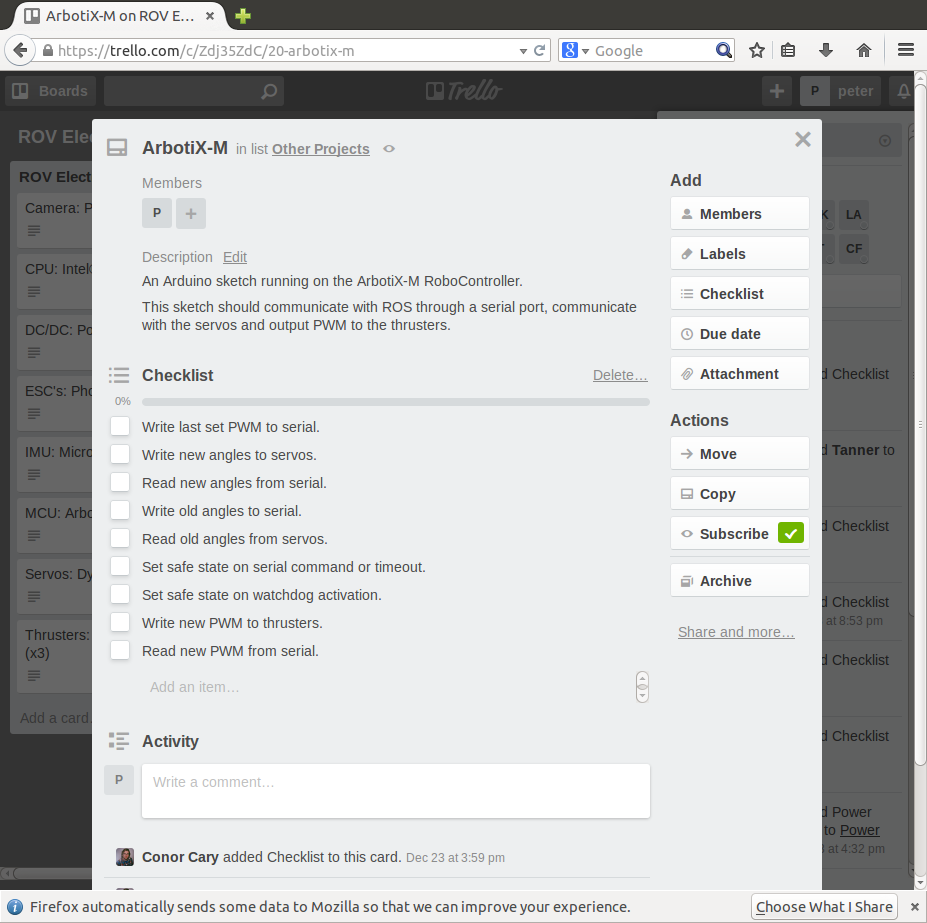 ArbotiX-M on ROV E...
https://trello.com/c/Zdj35ZdC/20-arbotix-m
Google
Boards
Trello
P peter
ROV Ele
ROV Elect
Camera: P
CPU: Intel
DC/DC: Po
ESC's: Pho
IMU: Micro
MCU: Arbo
Servos: Dy
Thrusters:
(x3)
Add a card
ArbotiX-M in list Other Projects
Members
P
Description Edit
An Arduino sketch running on the ArbotiX-M RoboController.
This sketch should communicate with ROS through a serial port, communicate
with the servos and output PWM to the thrusters.
Checklist Delete…
0%
Write last set PWM to serial.
Write new angles to servos.
Read new angles from serial.
Write old angles to serial.
Read old angles from servos.
Set safe state on serial command or timeout.
Set safe state on watchdog activation.
Write new PWM to thrusters.
Read new PWM from serial.
Add an item…
Activity
P
Write a comment…
Conor Cary added Checklist to this card. Dec 23 at 3:59 pm
Add
Members
Labels
Checklist
Due date
Attachment
Actions
Move
Copy
Subscribe
Archive
Share and more…
K LA
CF
d Checklist
d Tanner to
d Checklist
d Checklist
at 8:53 pm
d Checklist
d Checklist
d Power
to Power
at 4:32 pm
Firefox automatically sends some data to Mozilla so that we can improve your experience.
Choose What I Share